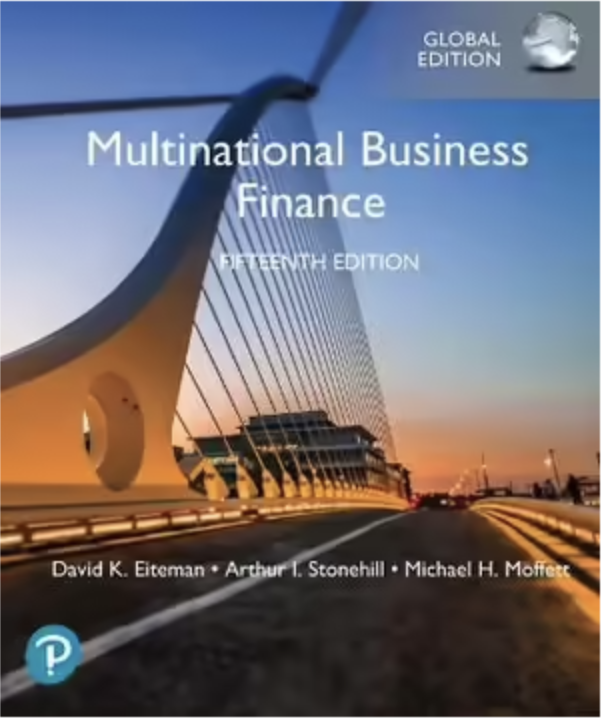 GLOBAL
EDITION
Multinational Business
Finance
FIFTEENTH EDITION
David K. Eiteman • Arthur I. Stonehill • Michael H. Moffett
P